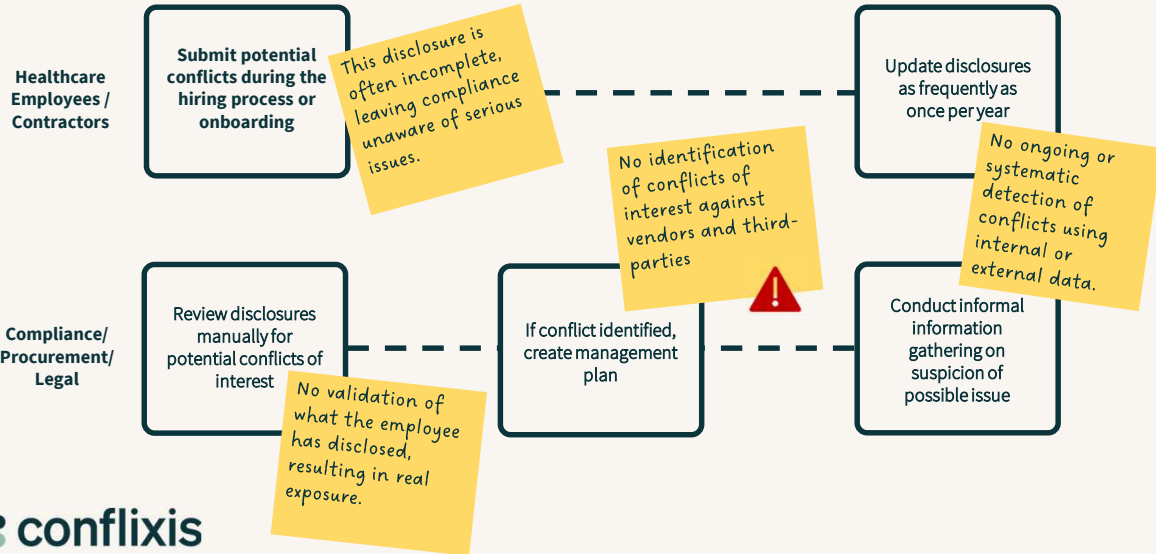 Healthcare
Employees /
Contractors
Submit potential
conflicts during the
hiring process or
onboarding
This disclosure is
often incomplete,
leaving compliance
unaware of serious
issues.
Update disclosures
as frequently as
once per year
No identification
of conflicts of
interest against
vendors and third-
parties
No ongoing or
systematic
detection of
conflicts using
internal or
external data.
Compliance/
Procurement/
Legal
Review disclosures
manually for
potential conflicts of
interest
No validation of
what the employee
has disclosed,
resulting in real
exposure.
If conflict identified,
create management
plan
!
Conduct informal
information
gathering on
suspicion of
possible issue
conflixis